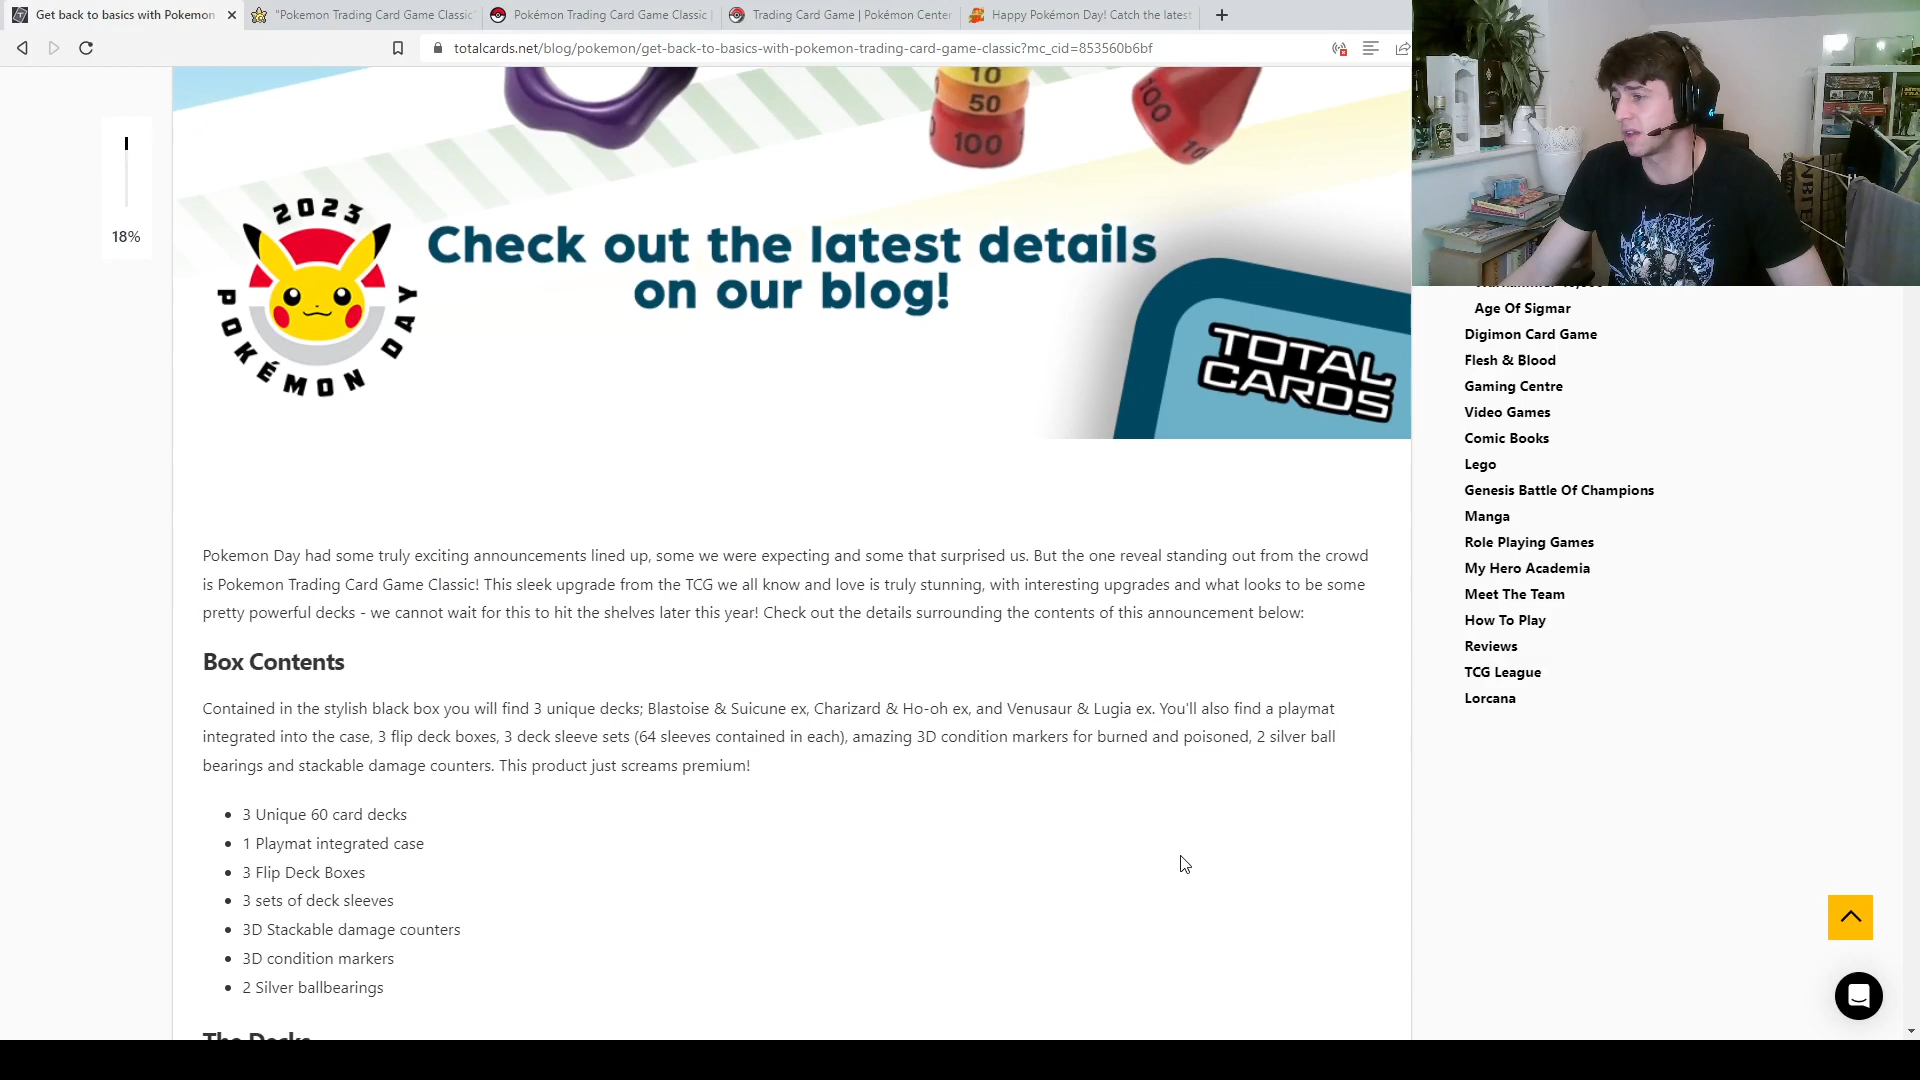 Get back to basics with Pokemon
"Pokemon Trading Card Game Classic"
Pokémon Trading Card Game Classic |
Trading Card Game | Pokémon Center
Happy Pokémon Day! Catch the latest
totalcards.net/blog/pokemon/get-back-to-basics-with-pokemon-trading-card-game-classic?mc_cid=853560b6bf
18%
10
50
100
100
10
2023
POKÉMON DAY
Check out the latest details
on our blog!
TOTAL
CARDS
Pokemon Day had some truly exciting announcements lined up, some we were expecting and some that surprised us. But the one reveal standing out from the crowd
is Pokemon Trading Card Game Classic! This sleek upgrade from the TCG we all know and love is truly stunning, with interesting upgrades and what looks to be some
pretty powerful decks - we cannot wait for this to hit the shelves later this year! Check out the details surrounding the contents of this announcement below:
Box Contents
Contained in the stylish black box you will find 3 unique decks; Blastoise & Suicune ex, Charizard & Ho-oh ex, and Venusaur & Lugia ex. You'll also find a playmat
integrated into the case, 3 flip deck boxes, 3 deck sleeve sets (64 sleeves contained in each), amazing 3D condition markers for burned and poisoned, 2 silver ball
bearings and stackable damage counters. This product just screams premium!
• 3 Unique 60 card decks
• 1 Playmat integrated case
• 3 Flip Deck Boxes
• 3 sets of deck sleeves
• 3D Stackable damage counters
• 3D condition markers
• 2 Silver ballbearings
The Decks
Age Of Sigmar
Digimon Card Game
Flesh & Blood
Gaming Centre
Video Games
Comic Books
Lego
Genesis Battle Of Champions
Manga
Role Playing Games
My Hero Academia
Meet The Team
How To Play
Reviews
TCG League
Lorcana